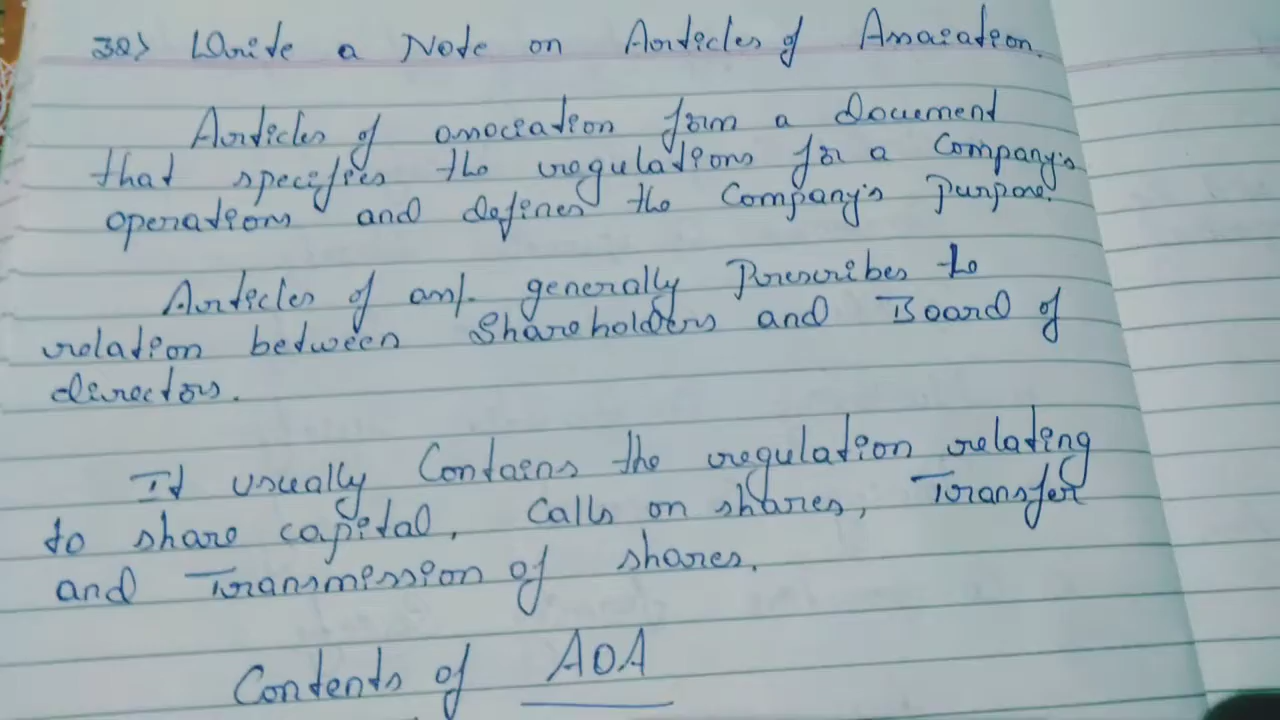 38) Write a Note on Articles of Association.
Articles of association form a Document
that specifies the regulations for a Company's
operations and defines the Company's Purpose.
Articles of ass/. generally Prescribes to
relation between Shareholders and Board of
directors.
It usually Contains the regulation relating
to share capital, Calls on shares, Transfer
and Transmission of shares.
Contents of AOA